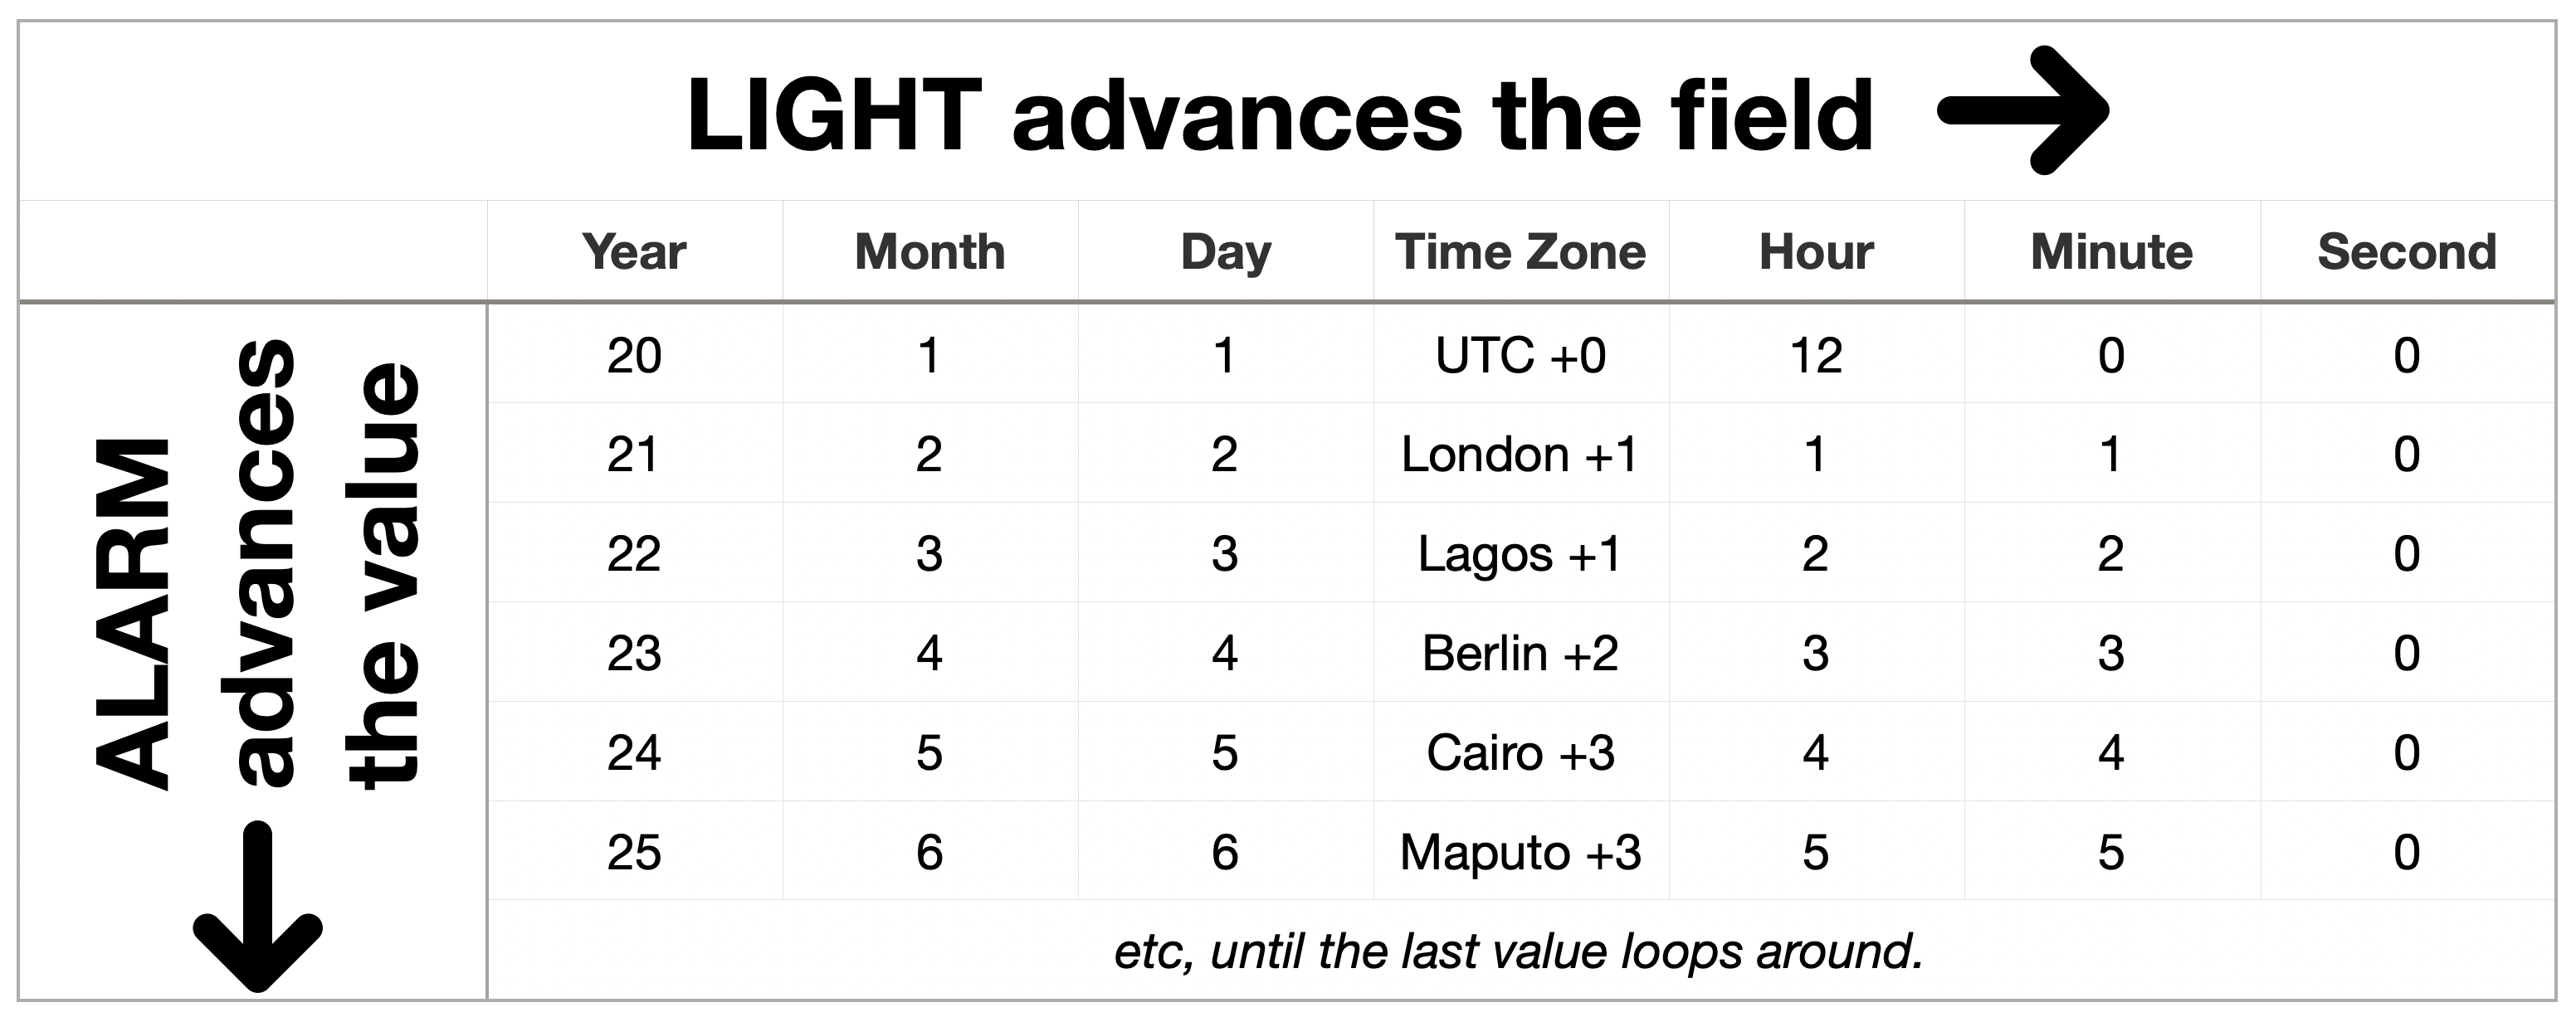 LIGHT advances the field
Year Month Day Time Zone Hour Minute Second
ALARM
advances
the value
20 1 1 UTC +0 12 0 0
21 2 2 London +1 1 1 0
22 3 3 Lagos +1 2 2 0
23 4 4 Berlin +2 3 3 0
24 5 5 Cairo +3 4 4 0
25 6 6 Maputo +3 5 5 0
etc, until the last value loops around.